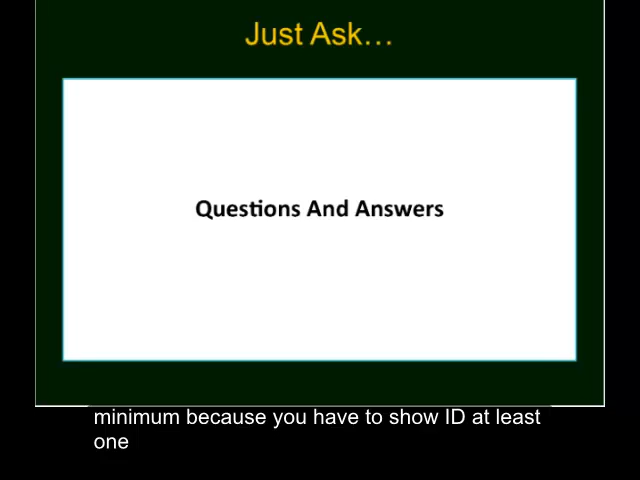 Just Ask...
Questions And Answers
minimum because you have to show ID at least
one